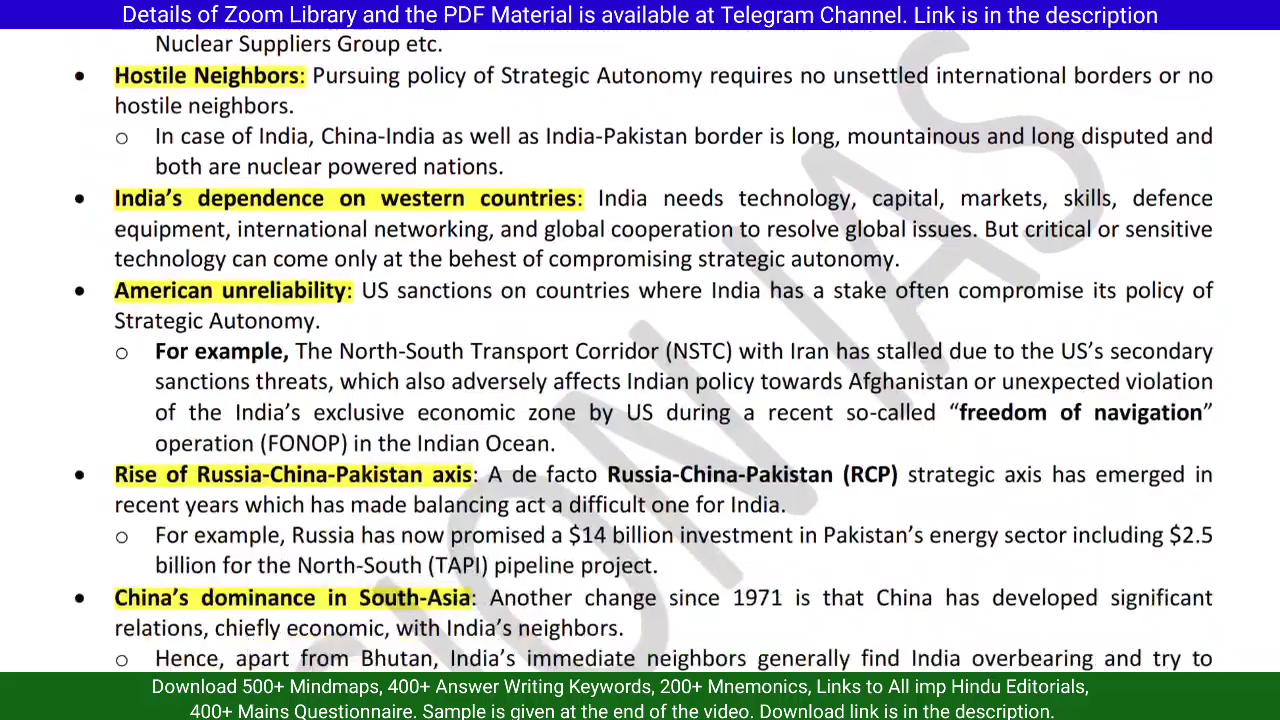 Details of Zoom Library and the PDF Material is available at Telegram Channel. Link is in the description
Nuclear Suppliers Group etc.
• Hostile Neighbors: Pursuing policy of Strategic Autonomy requires no unsettled international borders or no
hostile neighbors.
o In case of India, China-India as well as India-Pakistan border is long, mountainous and long disputed and
both are nuclear powered nations.
• India’s dependence on western countries: India needs technology, capital, markets, skills, defence
equipment, international networking, and global cooperation to resolve global issues. But critical or sensitive
technology can come only at the behest of compromising strategic autonomy.
• American unreliability: US sanctions on countries where India has a stake often compromise its policy of
Strategic Autonomy.
o For example, The North-South Transport Corridor (NSTC) with Iran has stalled due to the US’s secondary
sanctions threats, which also adversely affects Indian policy towards Afghanistan or unexpected violation
of the India’s exclusive economic zone by US during a recent so-called “freedom of navigation”
operation (FONOP) in the Indian Ocean.
• Rise of Russia-China-Pakistan axis: A de facto Russia-China-Pakistan (RCP) strategic axis has emerged in
recent years which has made balancing act a difficult one for India.
o For example, Russia has now promised a $14 billion investment in Pakistan’s energy sector including $2.5
billion for the North-South (TAPI) pipeline project.
• China’s dominance in South-Asia: Another change since 1971 is that China has developed significant
relations, chiefly economic, with India’s neighbors.
o Hence, apart from Bhutan, India’s immediate neighbors generally find India overbearing and try to
Download 500+ Mindmaps, 400+ Answer Writing Keywords, 200+ Mnemonics, Links to All imp Hindu Editorials,
400+ Mains Questionnaire. Sample is given at the end of the video. Download link is in the description.